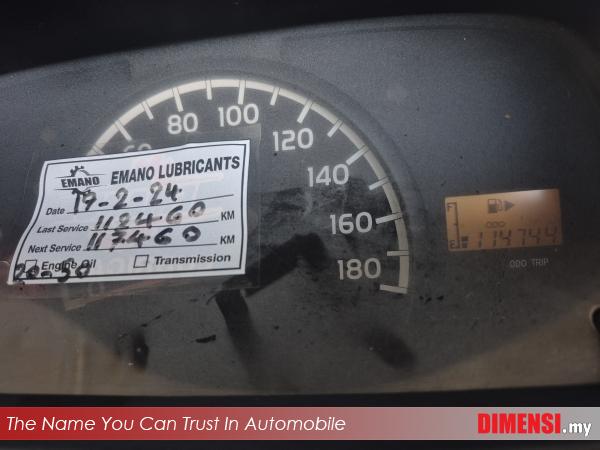 60
80
100
120
140
160
180
EMANO
EMANO LUBRICANTS
Date 19-2-24
Last Service 112460 KM
Next Service 117460 KM
Engine Oil
Transmission
20-50
F
E
114744
ODO TRIP
The Name You Can Trust In Automobile
DIMENSI.my